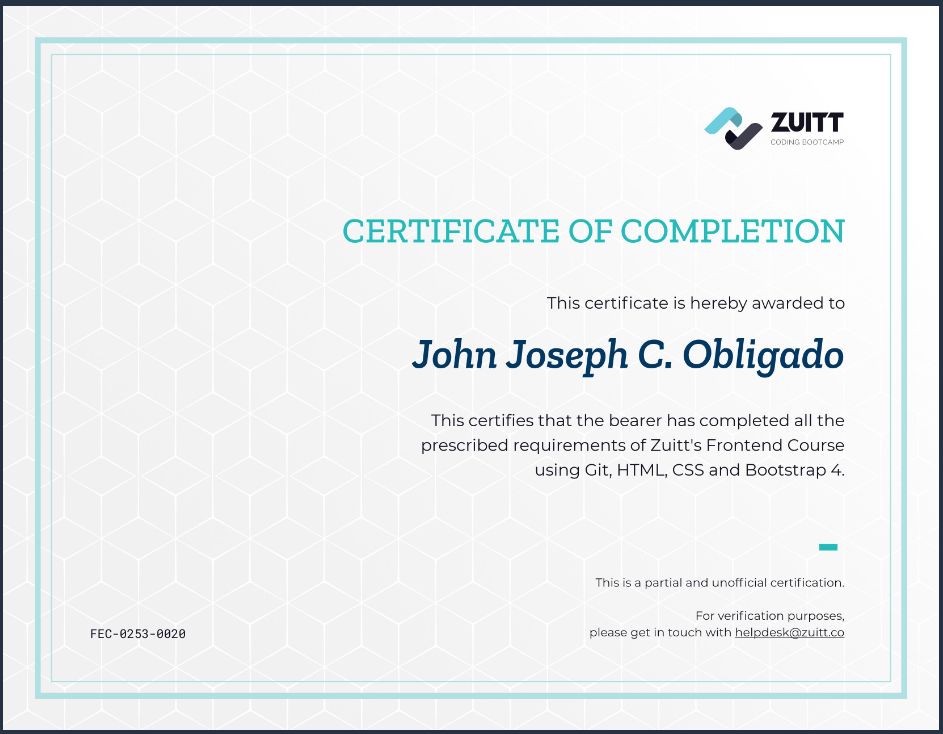 ZUITT
CODING BOOTCAMP
CERTIFICATE OF COMPLETION
This certificate is hereby awarded to
John Joseph C. Obligado
This certifies that the bearer has completed all the
prescribed requirements of Zuitt's Frontend Course
using Git, HTML, CSS and Bootstrap 4.
This is a partial and unofficial certification.
For verification purposes,
please get in touch with helpdesk@zuitt.co
FEC-0253-0020